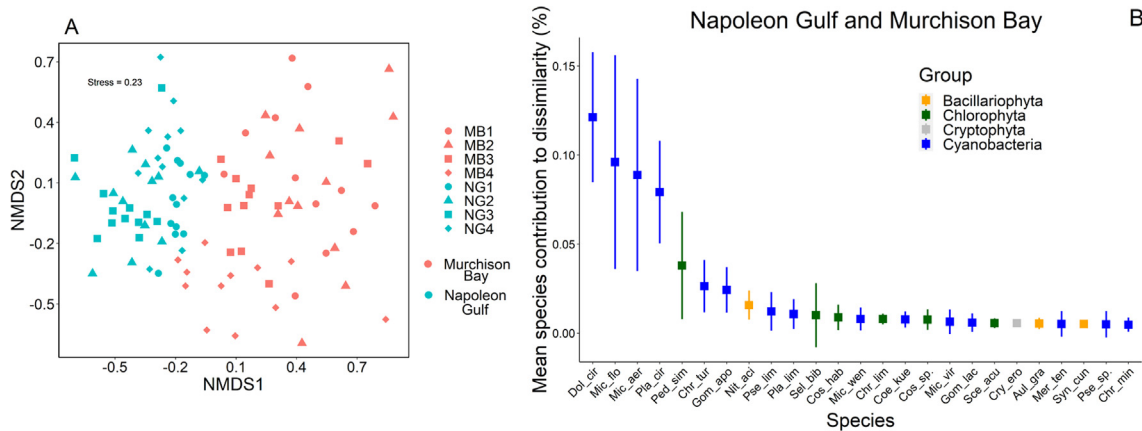 A
Stress = 0.23
0.7
0.4
0.1
-0.2
-0.5
NMDS2
-0.5
-0.2
0.1
0.4
0.7
NMDS1
MB1
MB2
MB3
MB4
NG1
NG2
NG3
NG4
Murchison
Bay
Napoleon
Gulf
Napoleon Gulf and Murchison Bay
B
Mean species contribution to dissimilarity (%)
0.15
0.10
0.05
0.00
Group
Bacillariophyta
Chlorophyta
Cryptophyta
Cyanobacteria
Dol_cir
Mic_flo
Mic_aer
Pla_cir
Ped_sim
Chr_tur
Gom_apo
Nit_aci
Pse_lim
Pla_lim
Sel_bib
Cos_hab
Mic_wen
Chr_lim
Coe_kue
Cos_sp.
Mic_vir
Gom_lac
Sce_acu
Cry_ero
Aul_gra
Mer_ten
Syn_cun
Pse_sp.
Chr_min
Species